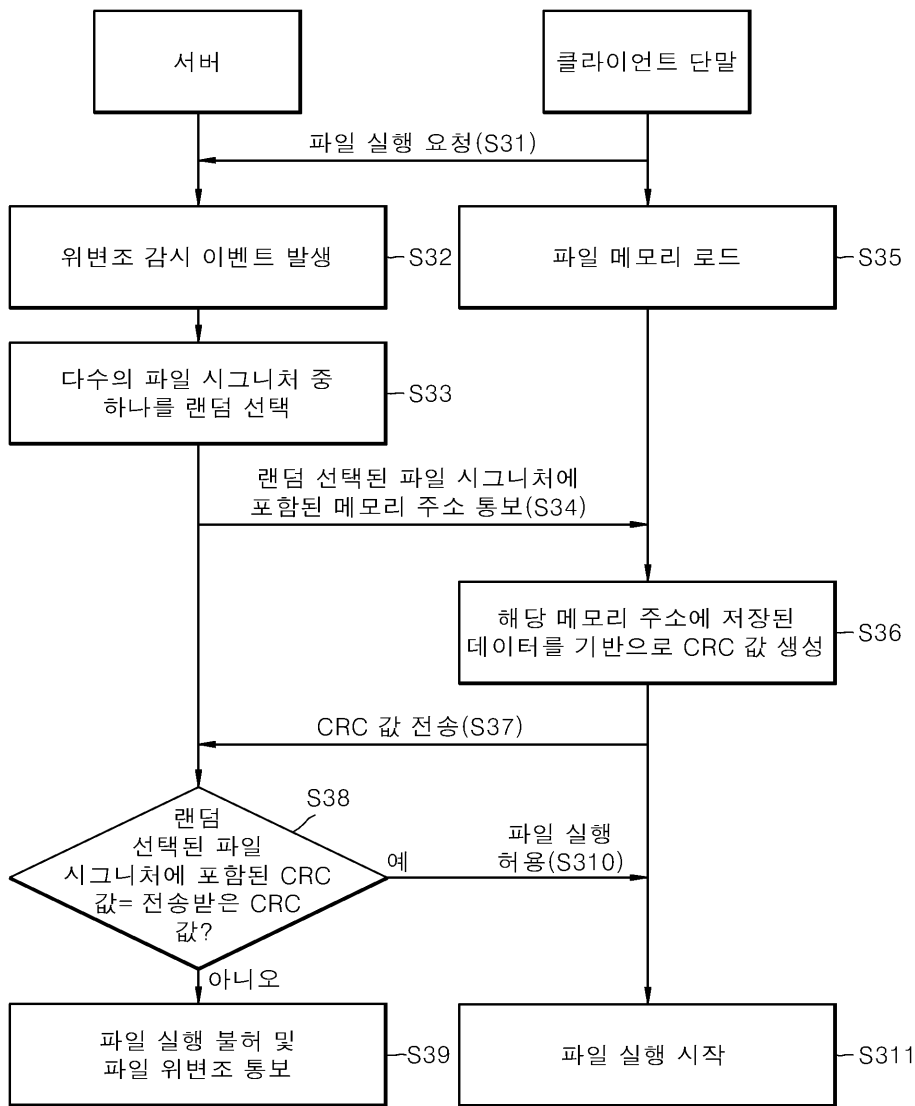 서버
클라이언트 단말
파일 실행 요청(S31)
위변조 감시 이벤트 발생
S32
파일 메모리 로드
S35
다수의 파일 시그니처 중
하나를 랜덤 선택
S33
랜덤 선택된 파일 시그니처에
포함된 메모리 주소 통보(S34)
해당 메모리 주소에 저장된
데이터를 기반으로 CRC 값 생성
S36
CRC 값 전송(S37)
S38
랜덤
선택된 파일
시그니처에 포함된 CRC
값= 전송받은 CRC
값?
예
파일 실행
허용(S310)
아니오
파일 실행 불허 및
파일 위변조 통보
S39
파일 실행 시작
S311